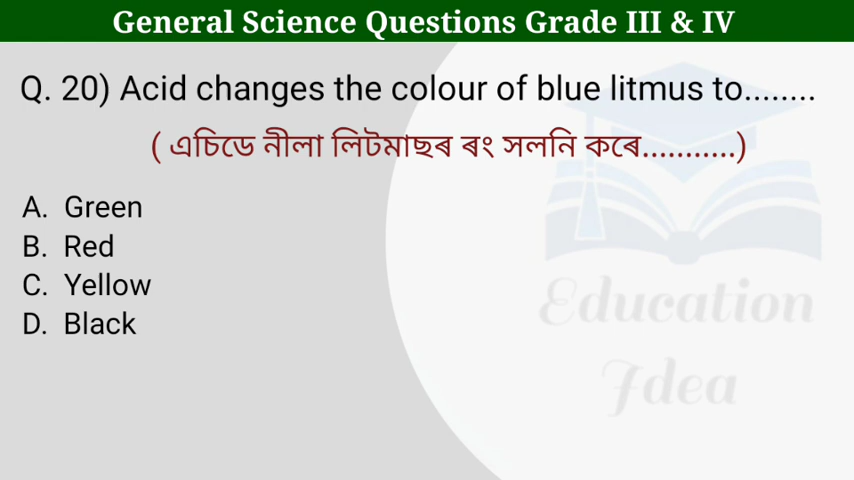 General Science Questions Grade III & IV
Q. 20) Acid changes the colour of blue litmus to........
( এচিডে নীলা লিটমাছৰ ৰং সলনি কৰে...........)
A. Green
B. Red
C. Yellow
D. Black
Education
Idea